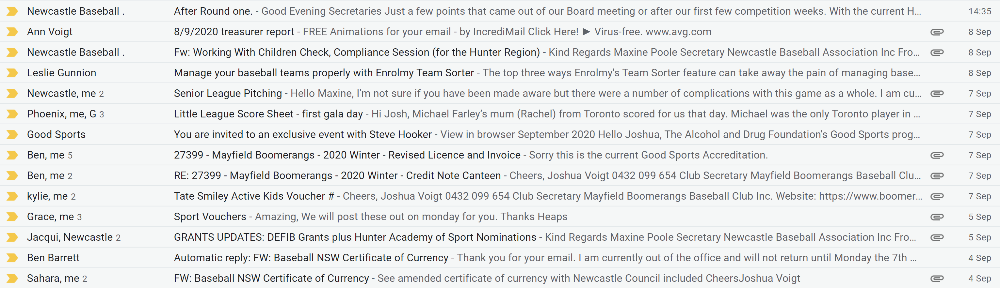 Newcastle Baseball . After Round one. - Good Evening Secretaries Just a few points that came out of our Board meeting or after our first few competition weeks. With the current H... 14:35
Ann Voigt 8/9/2020 treasurer report - FREE Animations for your email - by IncrediMail Click Here! ► Virus-free. www.avg.com 8 Sep
Newcastle Baseball . Fw: Working With Children Check, Compliance Session (for the Hunter Region) - Kind Regards Maxine Poole Secretary Newcastle Baseball Association Inc Fro... 8 Sep
Leslie Gunnion Manage your baseball teams properly with Enrolmy Team Sorter - The top three ways Enrolmy's Team Sorter feature can take away the pain of managing base... 8 Sep
Newcastle, me 2 Senior League Pitching - Hello Maxine, I'm not sure if you have been made aware but there were a number of complications with this game as a whole. I am cu... 7 Sep
Phoenix, me, G 3 Little League Score Sheet - first gala day - Hi Josh, Michael Farley’s mum (Rachel) from Toronto scored for us that day. Michael was the only Toronto player in ... 7 Sep
Good Sports You are invited to an exclusive event with Steve Hooker - View in browser September 2020 Hello Joshua, The Alcohol and Drug Foundation's Good Sports prog... 7 Sep
Ben, me 5 27399 - Mayfield Boomerangs - 2020 Winter - Revised Licence and Invoice - Sorry this is the current Good Sports Accreditation. 7 Sep
Ben, me 2 RE: 27399 - Mayfield Boomerangs - 2020 Winter - Credit Note Canteen - Cheers, Joshua Voigt 0432 099 654 Club Secretary Mayfield Boomerangs Baseball Clu... 7 Sep
kylie, me 2 Tate Smiley Active Kids Voucher # - Cheers, Joshua Voigt 0432 099 654 Club Secretary Mayfield Boomerangs Baseball Club Inc. Website: https://www.boomer... 7 Sep
Grace, me 3 Sport Vouchers - Amazing, We will post these out on monday for you. Thanks Heaps 5 Sep
Jacqui, Newcastle 2 GRANTS UPDATES: DEFIB Grants plus Hunter Academy of Sport Nominations - Kind Regards Maxine Poole Secretary Newcastle Baseball Association Inc Fro... 5 Sep
Ben Barrett Automatic reply: FW: Baseball NSW Certificate of Currency - Thank you for your email. I am currently out of the office and will not return until Monday the 7th ... 4 Sep
Sahara, me 2 FW: Baseball NSW Certificate of Currency - See amended certificate of currency with Newcastle Council included CheersJoshua Voigt 4 Sep